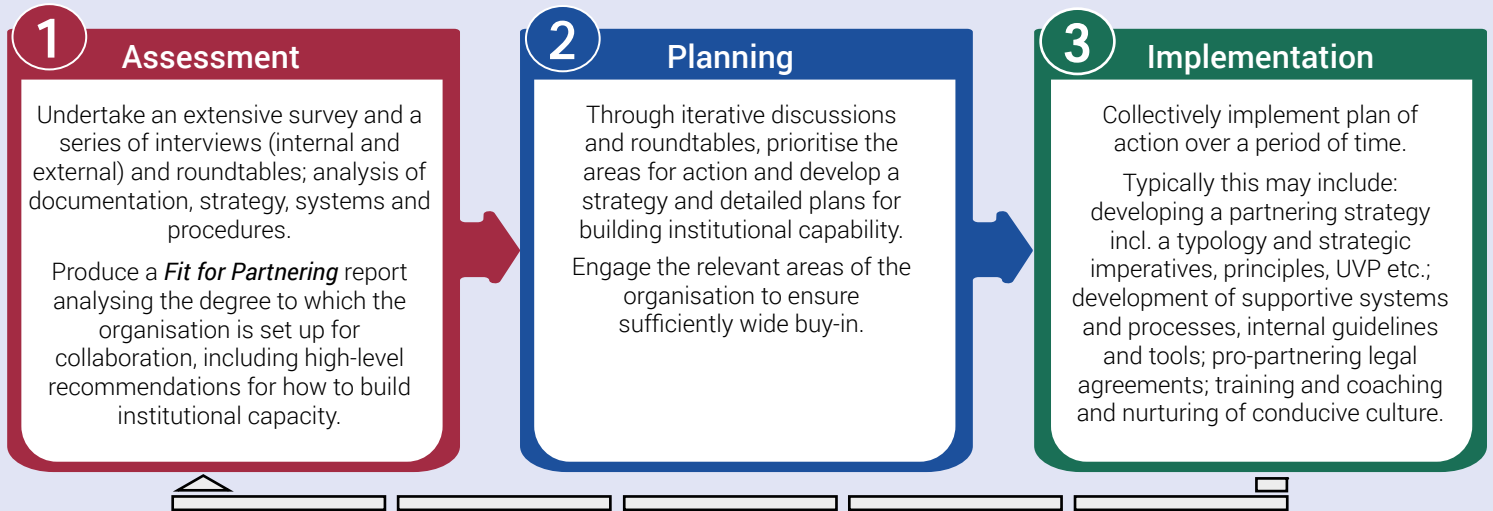 1
Assessment
Undertake an extensive survey and a
series of interviews (internal and
external) and roundtables; analysis of
documentation, strategy, systems and
procedures.
Produce a Fit for Partnering report
analysing the degree to which the
organisation is set up for
collaboration, including high-level
recommendations for how to build
institutional capacity.
2
Planning
Through iterative discussions
and roundtables, prioritise the
areas for action and develop a
strategy and detailed plans for
building institutional capability.
Engage the relevant areas of the
organisation to ensure
sufficiently wide buy-in.
3
Implementation
Collectively implement plan of
action over a period of time.
Typically this may include:
developing a partnering strategy
incl. a typology and strategic
imperatives, principles, UVP etc.;
development of supportive systems
and processes, internal guidelines
and tools; pro-partnering legal
agreements; training and coaching
and nurturing of conducive culture.